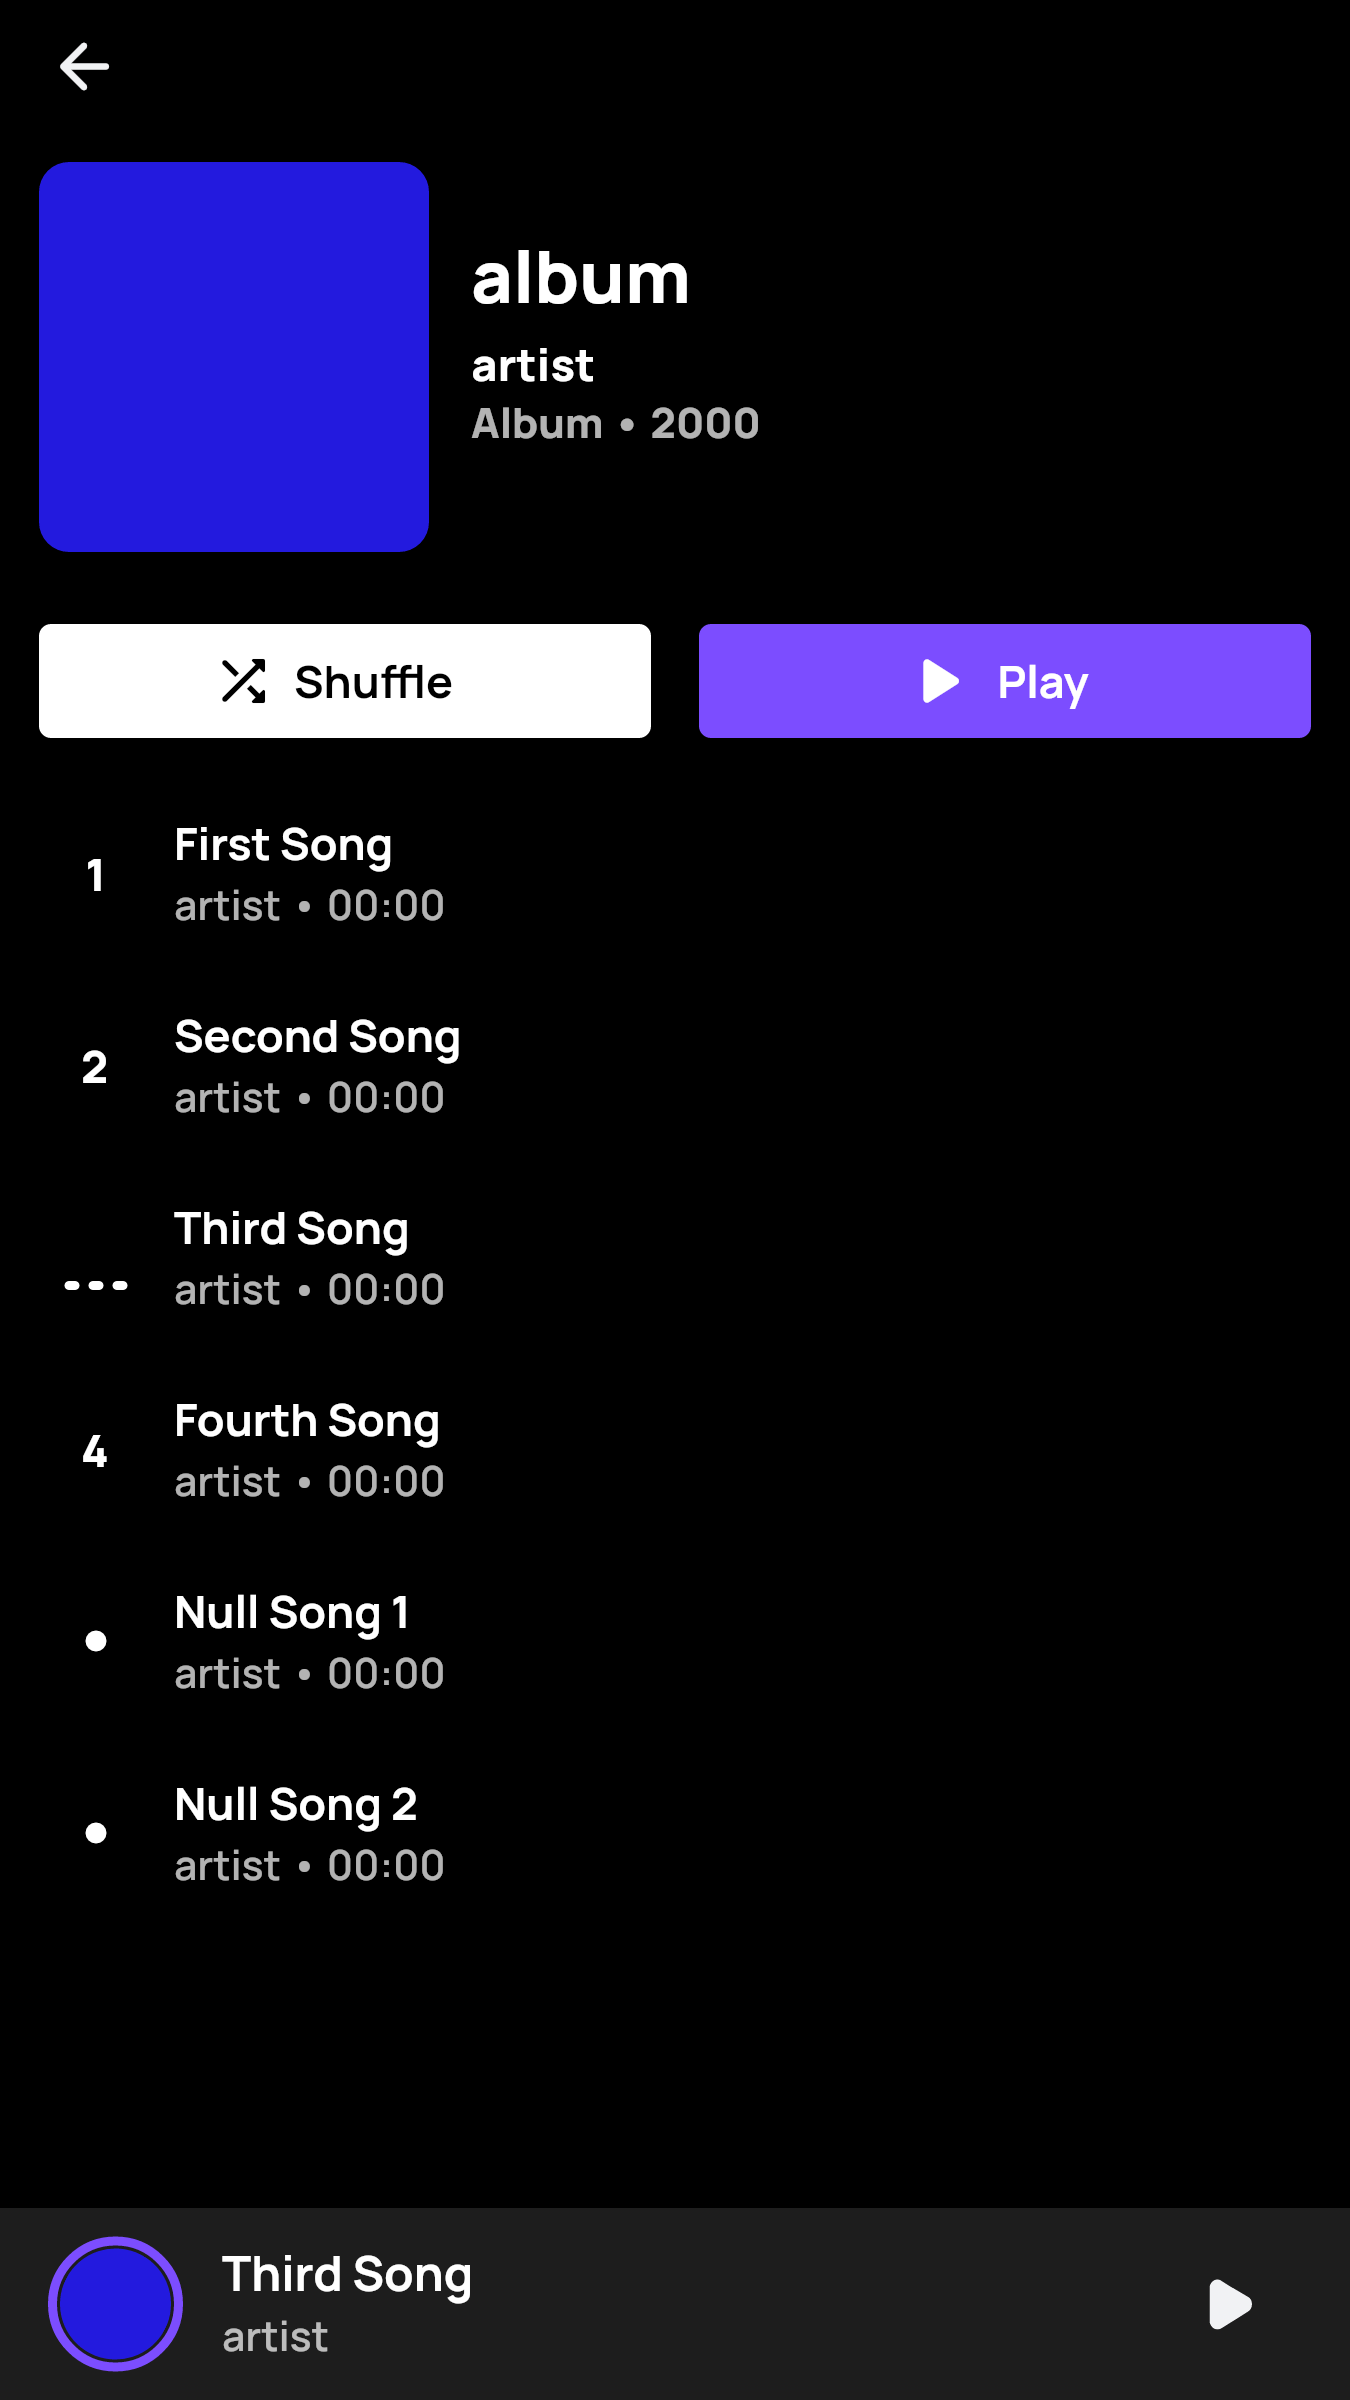 album
artist
Album • 2000
Shuffle
Play
1
First Song
artist • 00:00
2
Second Song
artist • 00:00
Third Song
artist • 00:00
4
Fourth Song
artist • 00:00
Null Song 1
artist • 00:00
Null Song 2
artist • 00:00
Third Song
artist